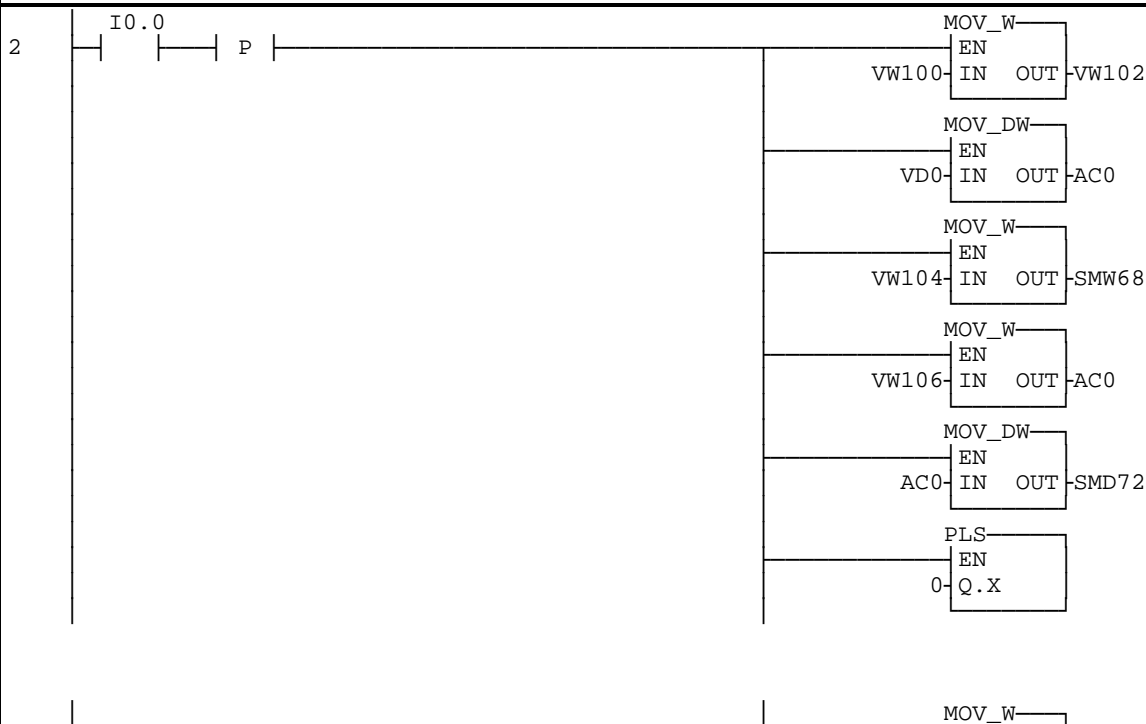 I0.0 MOV_W
2 P EN
VW100 IN OUT VW102
MOV_DW
EN
VD0 IN OUT AC0
MOV_W
EN
VW104 IN OUT SMW68
MOV_W
EN
VW106 IN OUT AC0
MOV_DW
EN
AC0 IN OUT SMD72
PLS
EN
0 Q.X
MOV_W